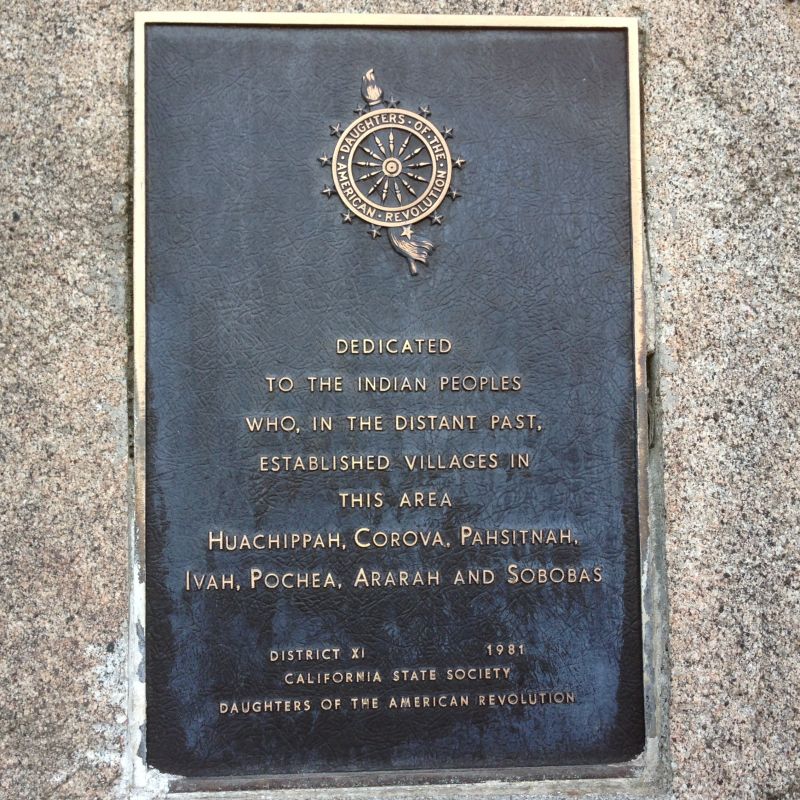 DAUGHTERS · OF · THE · AMERICAN · REVOLUTION ·
DEDICATED
TO THE INDIAN PEOPLES
WHO, IN THE DISTANT PAST,
ESTABLISHED VILLAGES IN
THIS AREA
HUACHIPPAH, COROVA, PAHSITNAH,
IVAH, POCHEA, ARARAH AND SOBOBAS
DISTRICT XI 1981
CALIFORNIA STATE SOCIETY
DAUGHTERS OF THE AMERICAN REVOLUTION